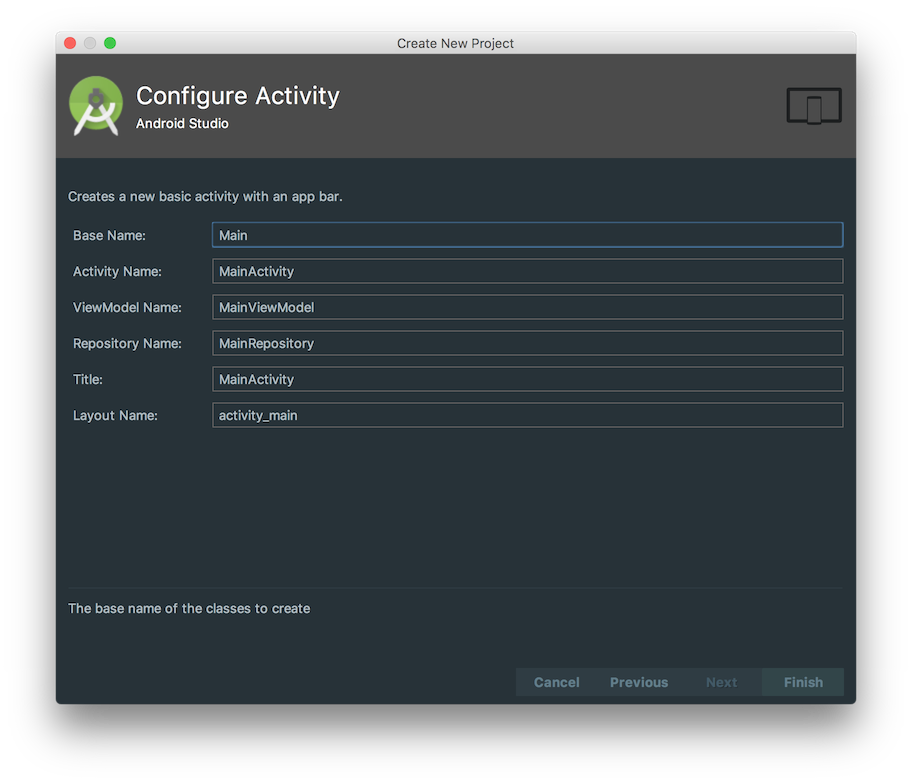 Create New Project
Configure Activity
Android Studio
Creates a new basic activity with an app bar.
Base Name: Main
Activity Name: MainActivity
ViewModel Name: MainViewModel
Repository Name: MainRepository
Title: MainActivity
Layout Name: activity_main
The base name of the classes to create
Cancel Previous Next Finish